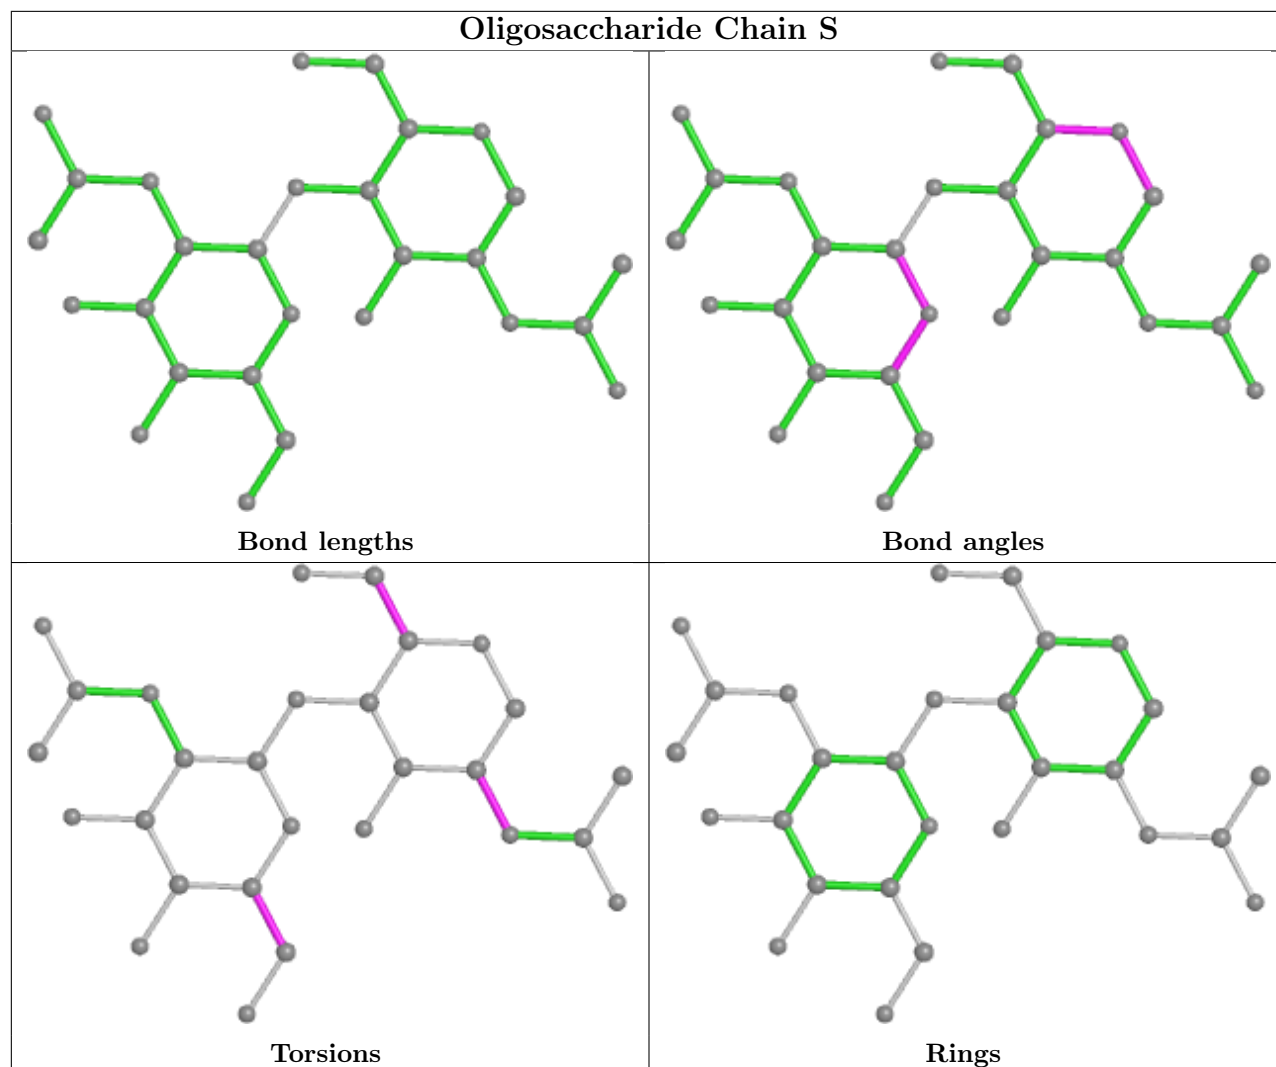 Oligosaccharide Chain S
Bond lengths
Bond angles
Torsions
Rings